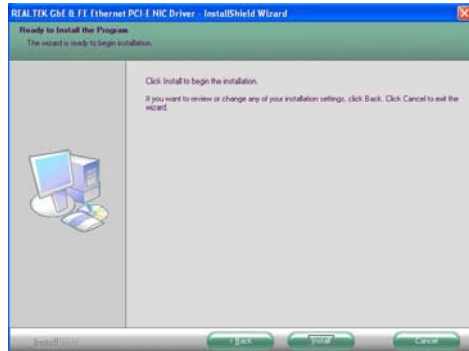 REALTEK GbE & FE Ethernet PCI-E NIC Driver - InstallShield Wizard
Ready to Install the Program
The wizard is ready to begin installation.
Click Install to begin the installation.
If you want to review or change any of your installation settings, click Back. Click Cancel to exit the
wizard.
InstallShield
< Back
Install
Cancel